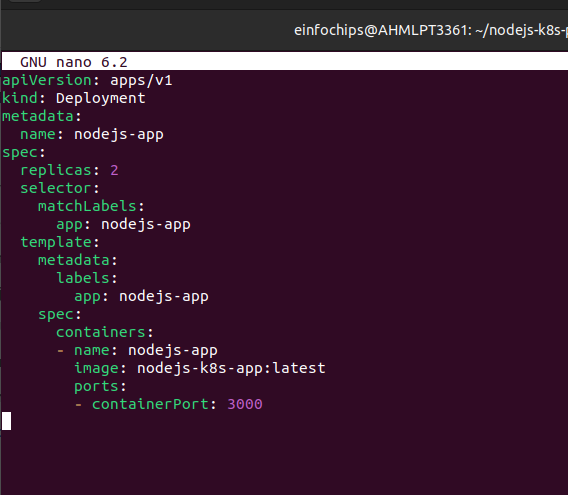 einfochips@AHMLPT3361: ~/nodejs-k8s-p
GNU nano 6.2
apiVersion: apps/v1
kind: Deployment
metadata:
  name: nodejs-app
spec:
  replicas: 2
  selector:
    matchLabels:
      app: nodejs-app
  template:
    metadata:
      labels:
        app: nodejs-app
    spec:
      containers:
      - name: nodejs-app
        image: nodejs-k8s-app:latest
        ports:
        - containerPort: 3000